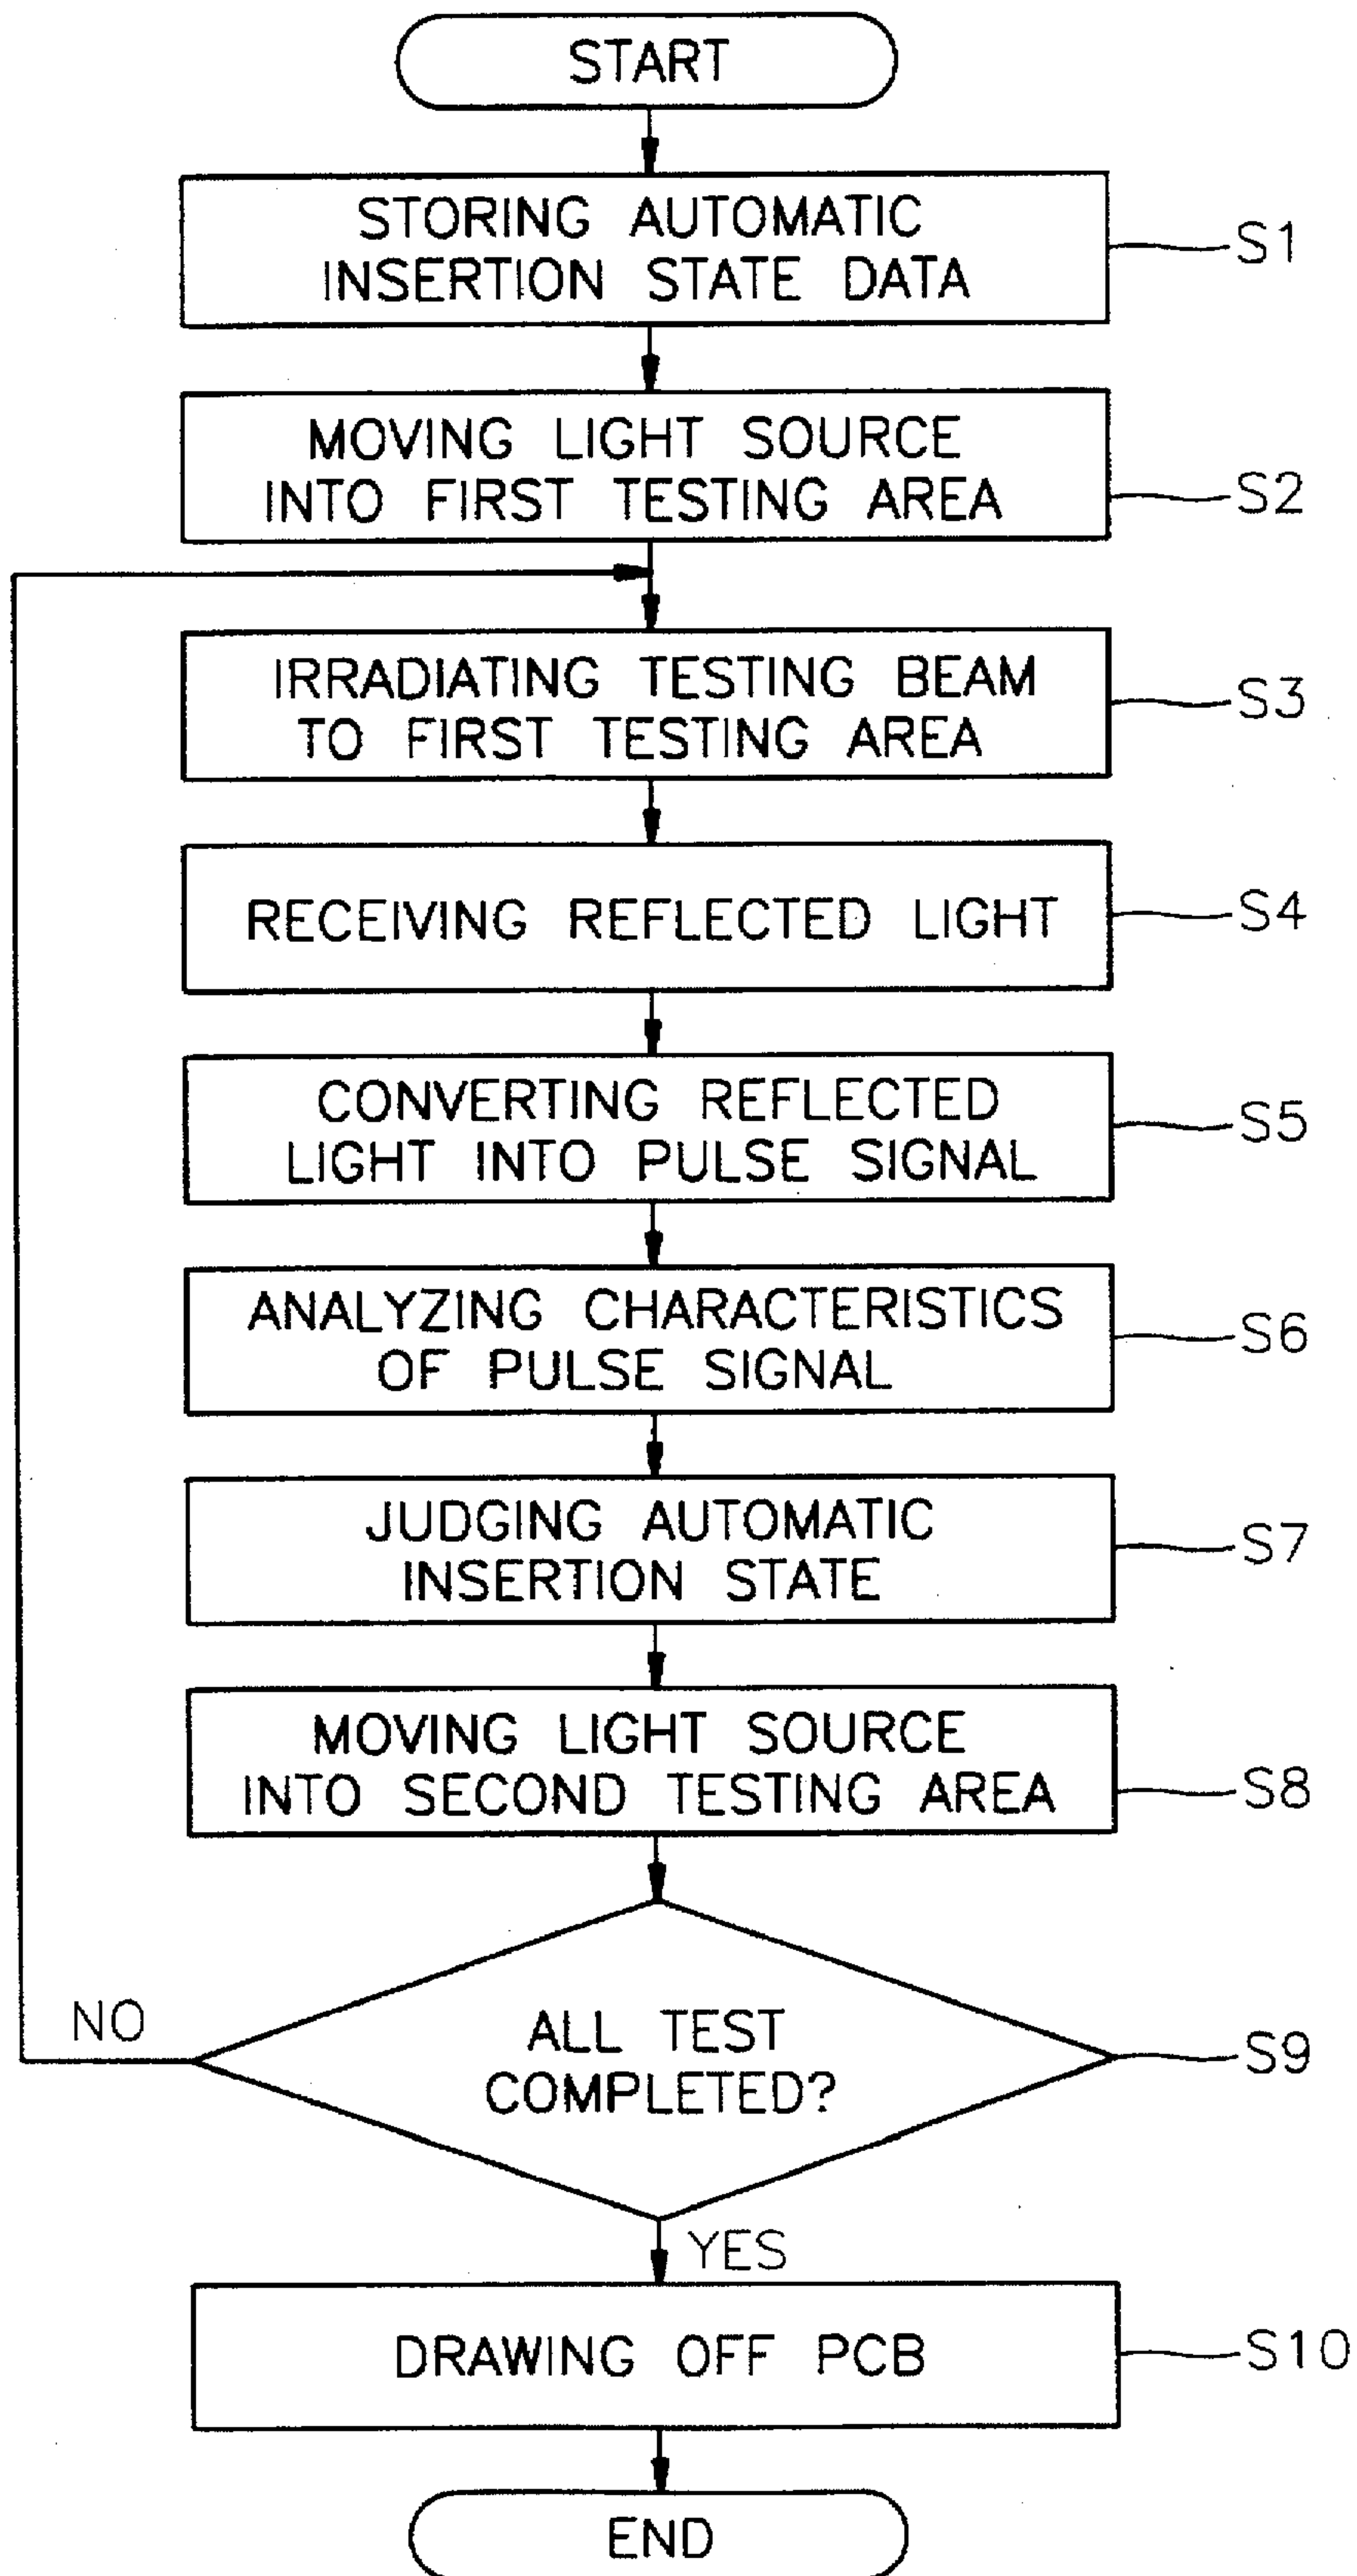 START
STORING AUTOMATIC
INSERTION STATE DATA
S1
MOVING LIGHT SOURCE
INTO FIRST TESTING AREA
S2
IRRADIATING TESTING BEAM
TO FIRST TESTING AREA
S3
RECEIVING REFLECTED LIGHT
S4
CONVERTING REFLECTED
LIGHT INTO PULSE SIGNAL
S5
ANALYZING CHARACTERISTICS
OF PULSE SIGNAL
S6
JUDGING AUTOMATIC
INSERTION STATE
S7
MOVING LIGHT SOURCE
INTO SECOND TESTING AREA
S8
NO
ALL TEST
COMPLETED?
S9
YES
DRAWING OFF PCB
S10
END